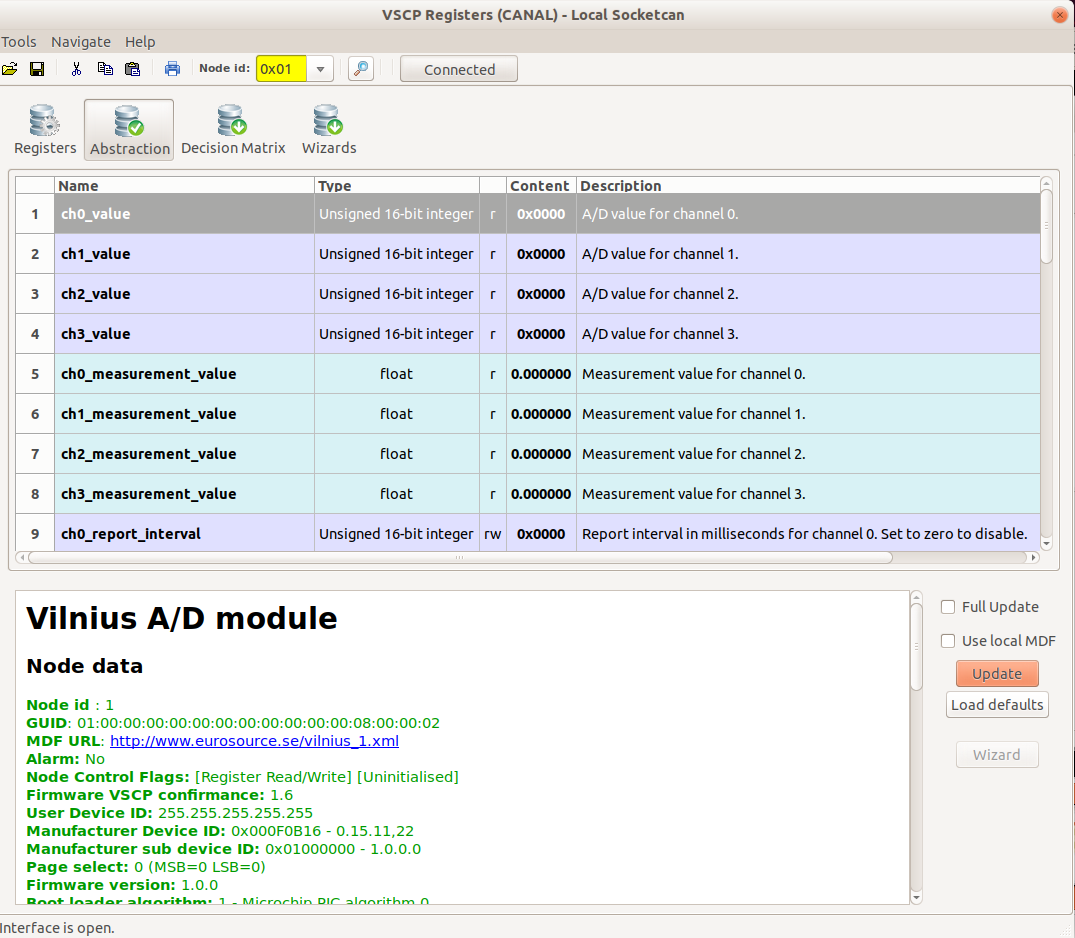 VSCP Registers (CANAL) - Local Socketcan
Tools Navigate Help
Node id: 0x01 Connected
Registers Abstraction Decision Matrix Wizards
Name Type Content Description
1 ch0_value Unsigned 16-bit integer r 0x0000 A/D value for channel 0.
2 ch1_value Unsigned 16-bit integer r 0x0000 A/D value for channel 1.
3 ch2_value Unsigned 16-bit integer r 0x0000 A/D value for channel 2.
4 ch3_value Unsigned 16-bit integer r 0x0000 A/D value for channel 3.
5 ch0_measurement_value float r 0.000000 Measurement value for channel 0.
6 ch1_measurement_value float r 0.000000 Measurement value for channel 1.
7 ch2_measurement_value float r 0.000000 Measurement value for channel 2.
8 ch3_measurement_value float r 0.000000 Measurement value for channel 3.
9 ch0_report_interval Unsigned 16-bit integer rw 0x0000 Report interval in milliseconds for channel 0. Set to zero to disable.
Vilnius A/D module
Node data
Node id : 1
GUID: 01:00:00:00:00:00:00:00:00:00:00:00:08:00:00:02
MDF URL: http://www.eurosource.se/vilnius_1.xml
Alarm: No
Node Control Flags: [Register Read/Write] [Uninitialised]
Firmware VSCP confirmance: 1.6
User Device ID: 255.255.255.255.255
Manufacturer Device ID: 0x000F0B16 - 0.15.11,22
Manufacturer sub device ID: 0x01000000 - 1.0.0.0
Page select: 0 (MSB=0 LSB=0)
Firmware version: 1.0.0
Boot loader algorithm: 1 - Microchip PIC algorithm 0
Full Update
Use local MDF
Update
Load defaults
Wizard
Interface is open.